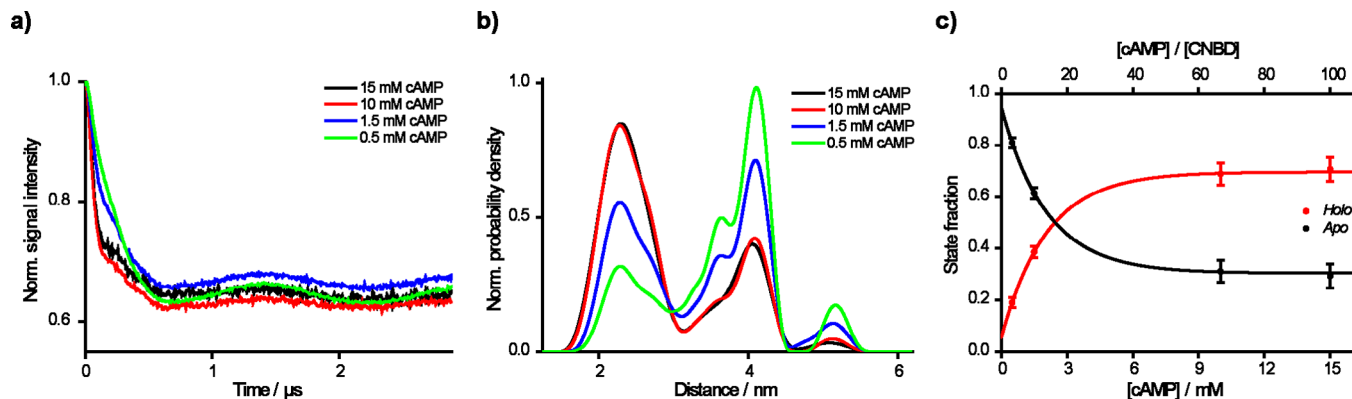 a)
1.0
0.8
0.6
Norm. signal intensity
15 mM cAMP
10 mM cAMP
1.5 mM cAMP
0.5 mM cAMP
0
1
2
Time / µs
b)
1.0
0.5
0.0
Norm. probability density
15 mM cAMP
10 mM cAMP
1.5 mM cAMP
0.5 mM cAMP
2
4
6
Distance / nm
c)
[cAMP] / [CNBD]
0 20 40 60 80 100
1.0
0.8
0.6
0.4
0.2
0.0
State fraction
Holo
Apo
0 3 6 9 12 15
[cAMP] / mM